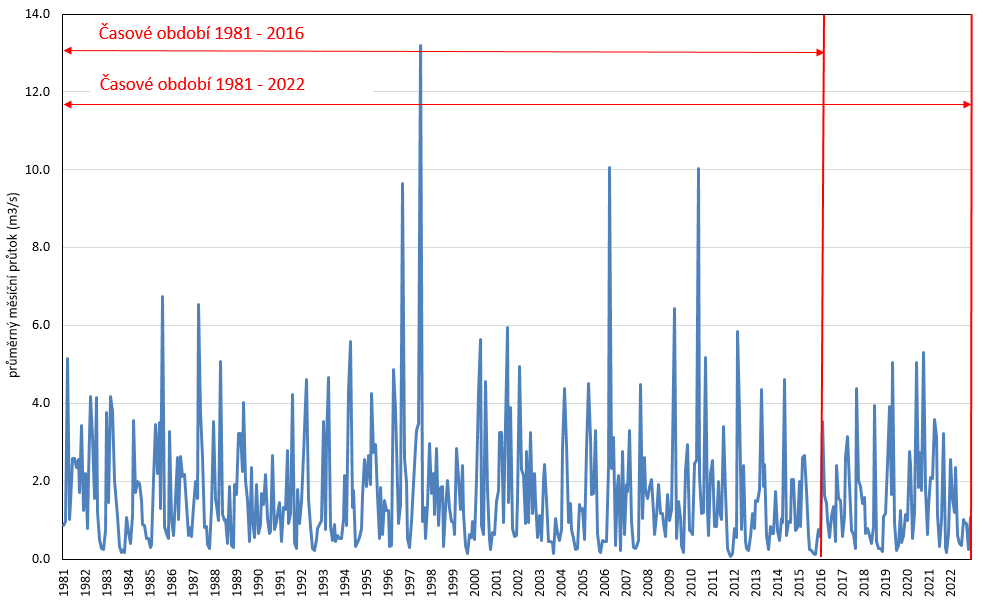 14.0
Časové období 1981 - 2016
Časové období 1981 - 2022
12.0
10.0
8.0
6.0
4.0
2.0
0.0
průměrný měsíční průtok (m3/s)
1981 1982 1983 1984 1985 1986 1987 1988 1989 1990 1991 1992 1993 1994 1995 1996 1997 1998 1999 2000 2001 2002 2003 2004 2005 2006 2007 2008 2009 2010 2011 2012 2013 2014 2015 2016 2017 2018 2019 2020 2021 2022